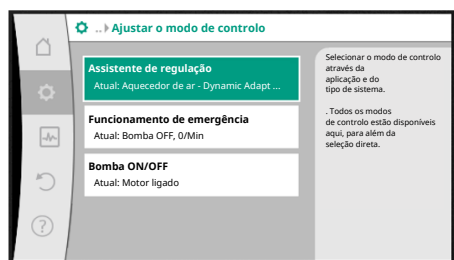 ..▸ Ajustar o modo de controlo
Assistente de regulação
Atual: Aquecedor de ar - Dynamic Adapt ...
Funcionamento de emergência
Atual: Bomba OFF, 0/Min
Bomba ON/OFF
Atual: Motor ligado
Selecionar o modo de controlo
através da
aplicação e do
tipo de sistema.
. Todos os modos
de controlo estão disponíveis
aqui, para além da
seleção direta.